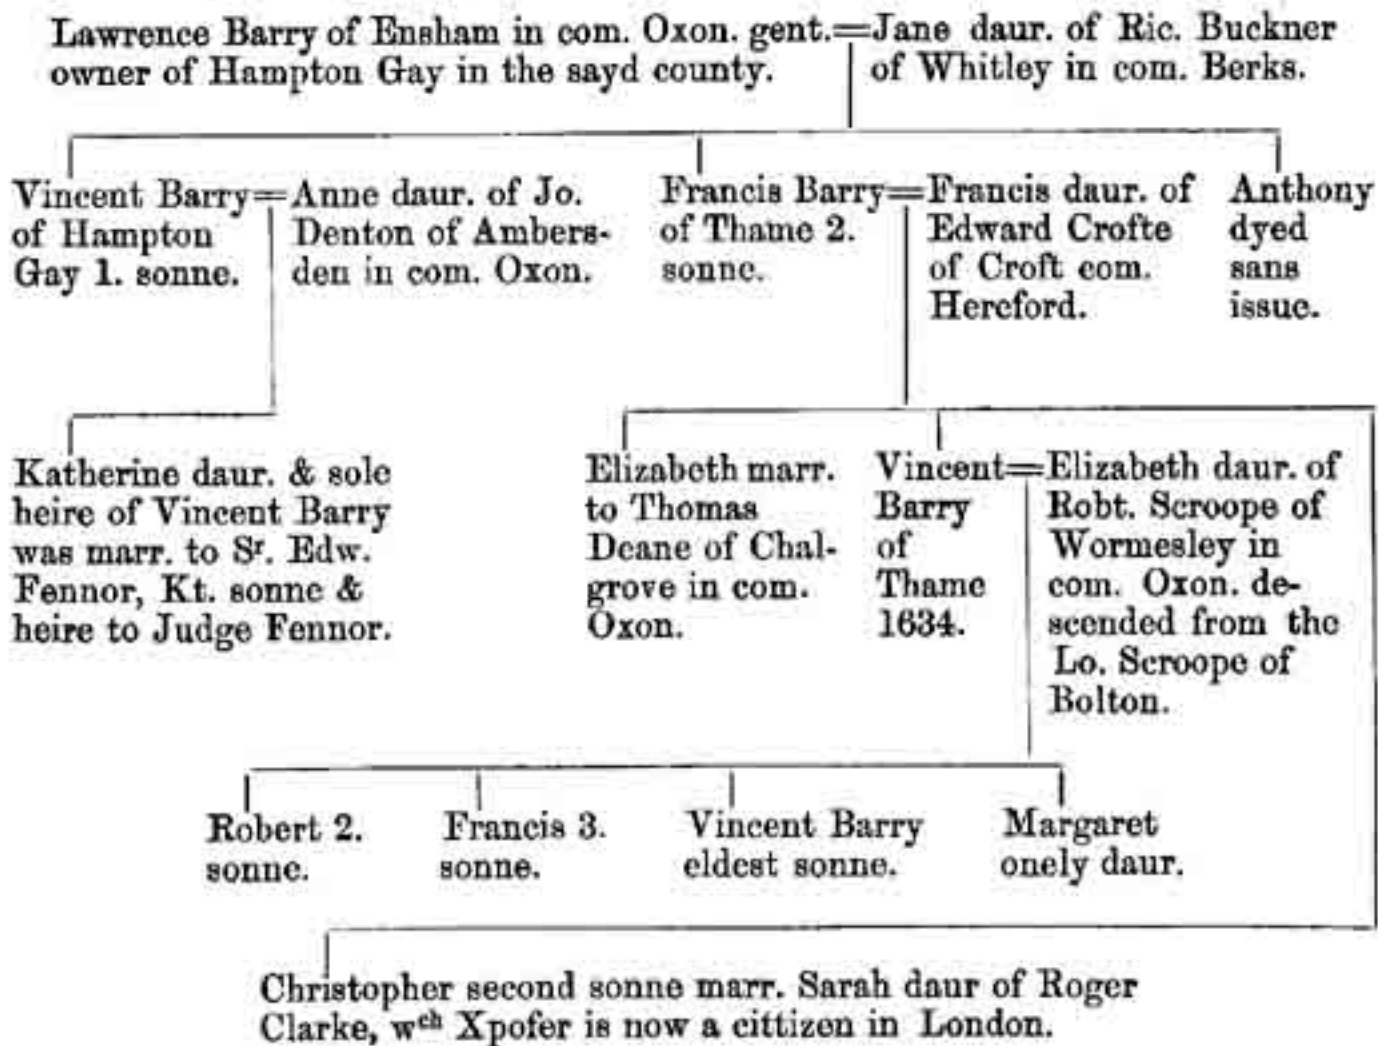 Lawrence Barry of Ensham in com. Oxon. gent.=Jane daur. of Ric. Buckner
owner of Hampton Gay in the sayd county. of Whitley in com. Berks.
Vincent Barry=Anne daur. of Jo.
of Hampton Denton of Ambers-
Gay 1. sonne. den in com. Oxon.
Francis Barry=Francis daur. of
of Thame 2. Edward Crofte
sonne. of Croft com.
Hereford.
Anthony
dyed
sans
issue.
Katherine daur. & sole
heire of Vincent Barry
was marr. to Sr. Edw.
Fennor, Kt. sonne &
heire to Judge Fennor.
Elizabeth marr.
to Thomas
Deane of Chal-
grove in com.
Oxon.
Vincent=Elizabeth daur. of
Barry Robt. Scroope of
of Wormesley in
Thame com. Oxon. de-
1634. scended from the
Lo. Scroope of
Bolton.
Robert 2.
sonne.
Francis 3.
sonne.
Vincent Barry
eldest sonne.
Margaret
onely daur.
Christopher second sonne marr. Sarah daur of Roger
Clarke, wch Xpofer is now a cittizen in London.